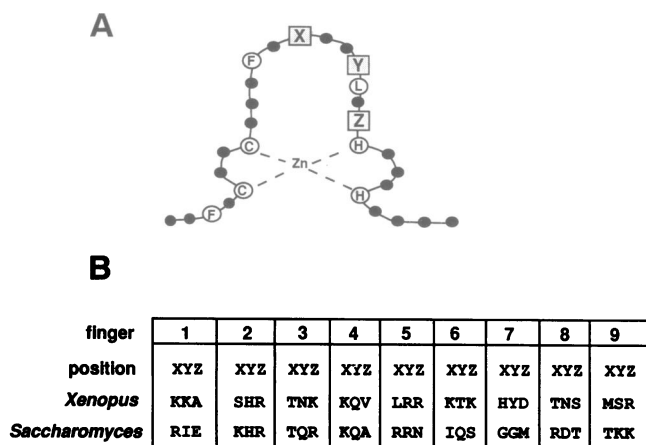 A
X
F
Y
L
Z
C H
Zn
C H
F
B
finger 1 2 3 4 5 6 7 8 9
position XYZ XYZ XYZ XYZ XYZ XYZ XYZ XYZ XYZ
Xenopus KKA SHR TNK KQV LRR KTK HYD TNS MSR
Saccharomyces RIE KHR TQR KQA RRN IQS GGM RDT TKK